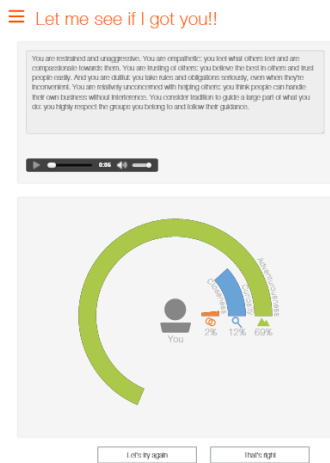 Let me see if I got you!!
You are restrained and unaggressive. You are empathetic: you feel what others feel and are
compassionate towards them. You are trusting of others: you believe the best in others and trust
people easily. And you are dutiful: you take rules and obligations seriously, even when they're
inconvenient. You are relatively unconcerned with helping others: you think people can handle
their own business without interference. You consider tradition to guide a large part of what you
do: you highly respect the groups you belong to and follow their guidance.
0:06
Adventurousness
Closeness
Curiosity
You
2%
12%
69%
Let's try again
That's right